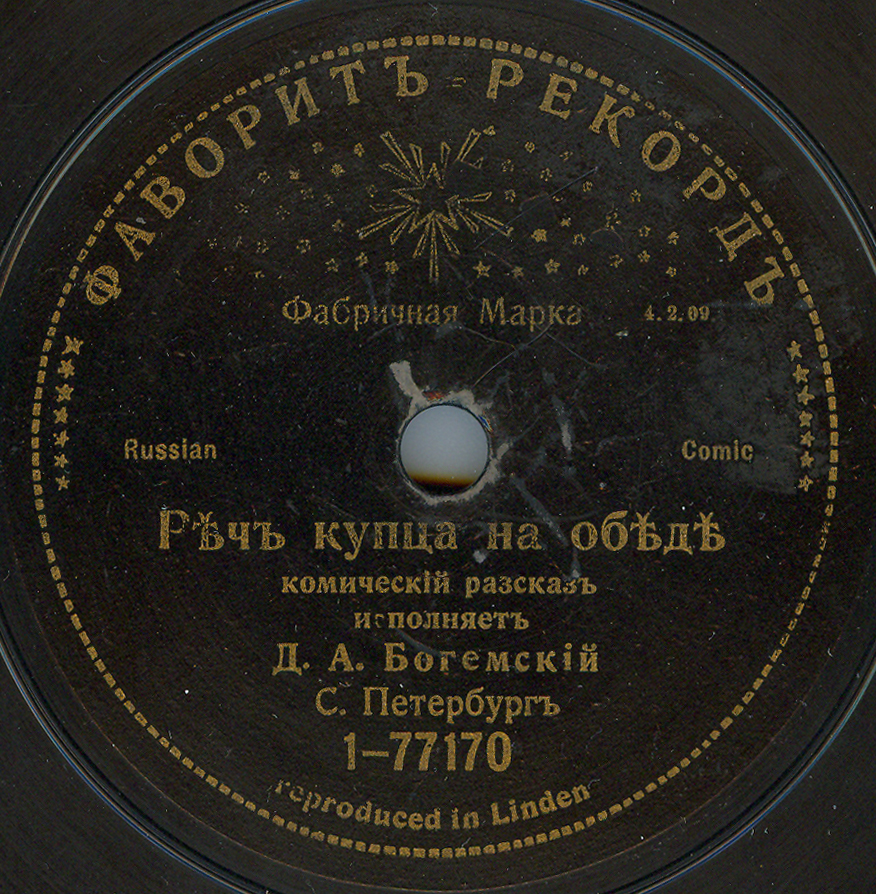 ФАВОРИТЪ-РЕКОРДЪ
Фабричная Марка 4.2.09.
Russian Comic
Рѣчъ купца на обѣдѣ
комическій разсказъ
исполняетъ
Д. А. Богемскій
С. Петербургъ
1-77170
reproduced in Linden